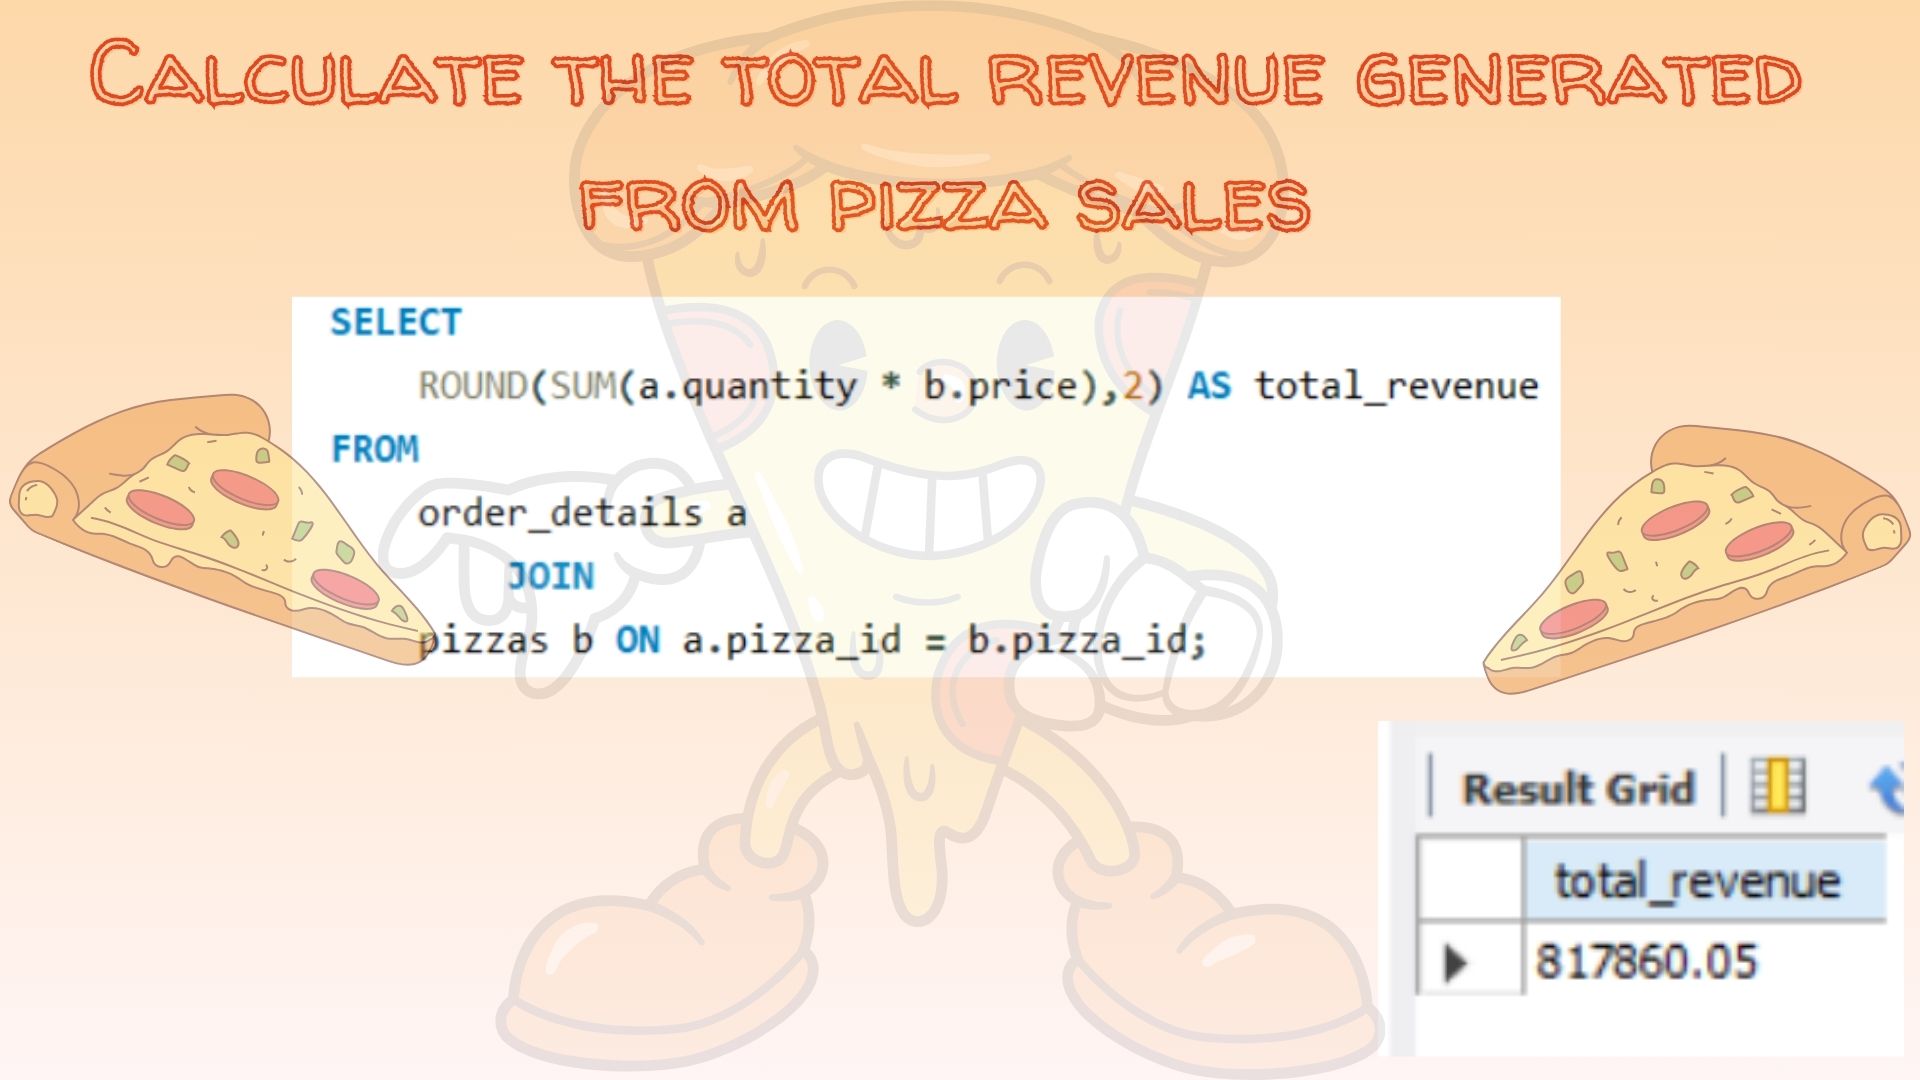 Calculate the total revenue generated
from pizza sales
SELECT
ROUND(SUM(a.quantity * b.price),2) AS total_revenue
FROM
order_details a
JOIN
pizzas b ON a.pizza_id = b.pizza_id;
Result Grid
total_revenue
817860.05